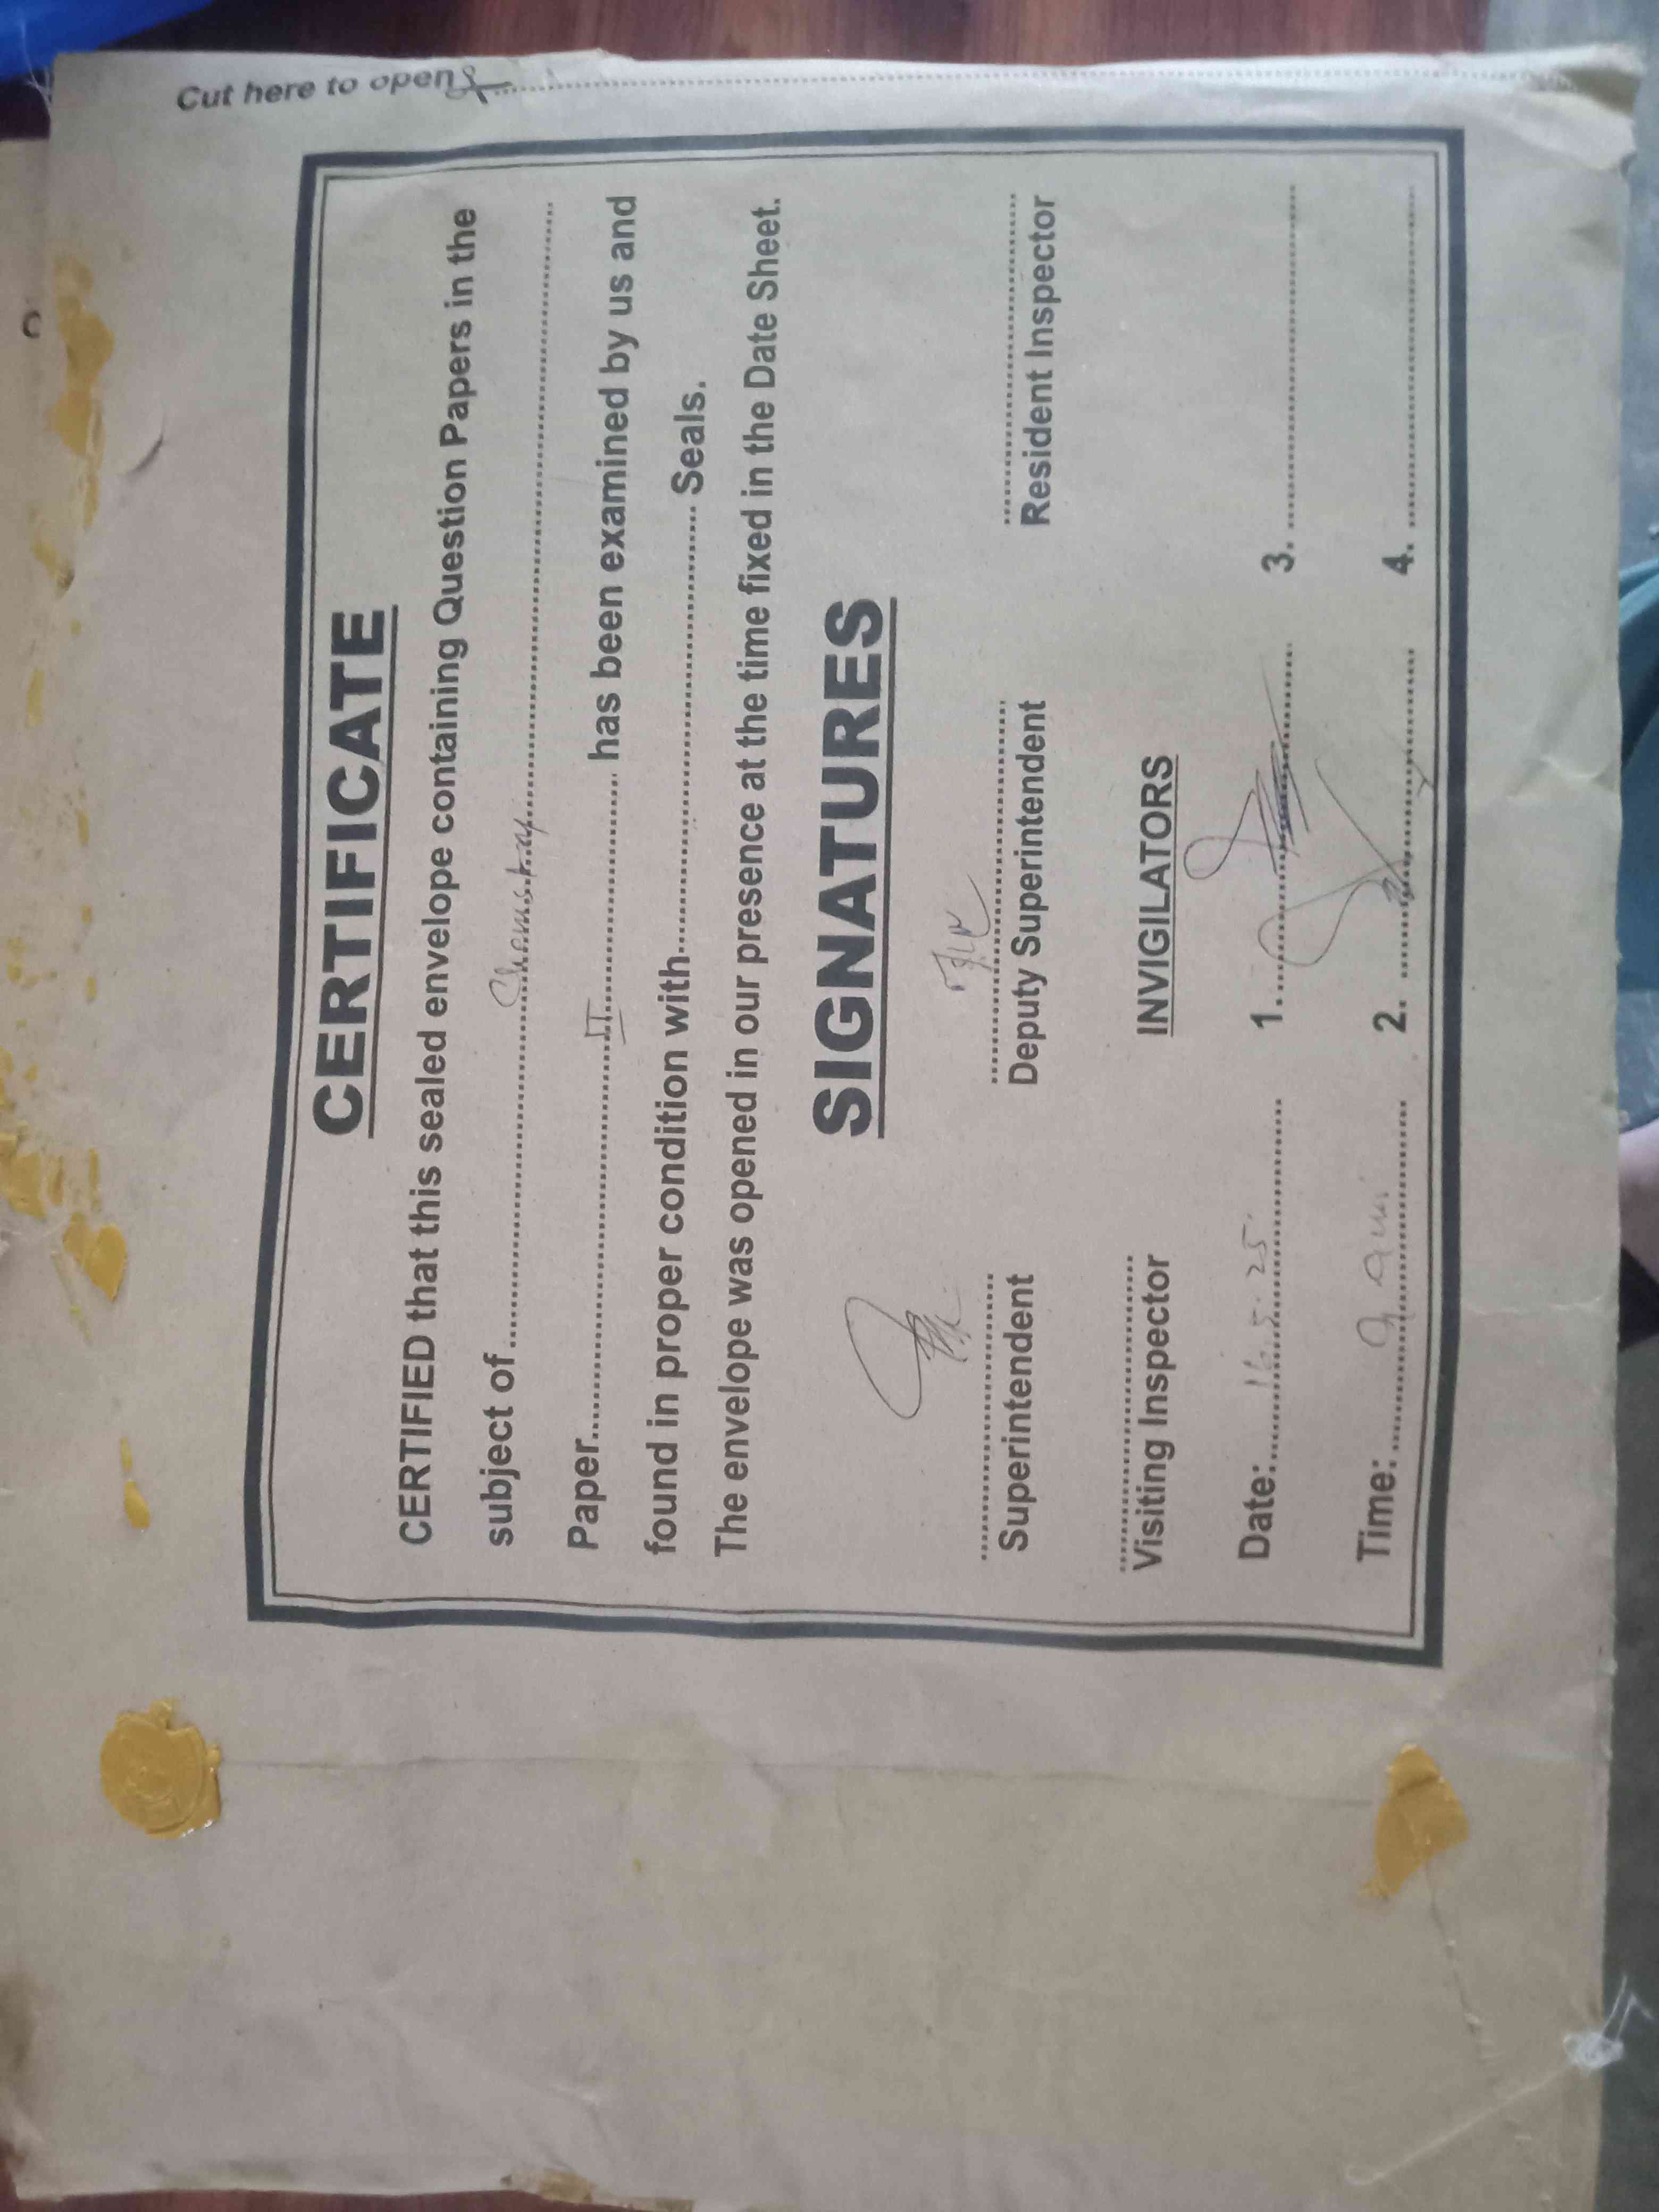 Cut here to open
CERTIFICATE
CERTIFIED that this sealed envelope containing Question Papers in the
subject of Chemistry
Paper II has been examined by us and
found in proper condition with Seals.
The envelope was opened in our presence at the time fixed in the Date Sheet.
SIGNATURES
Superintendent Deputy Superintendent Resident Inspector
Visiting Inspector INVIGILATORS
Date: 16.5.25. 1. 3.
Time: 9 am 2. 4.